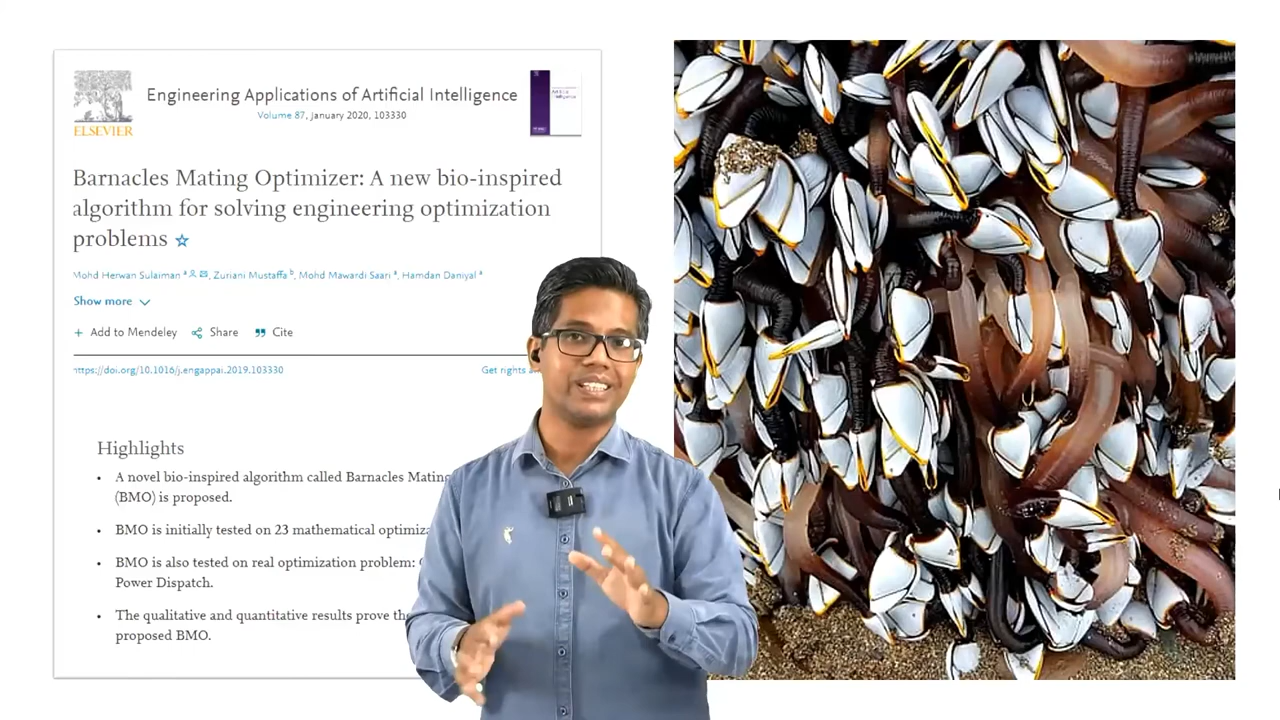 ELSEVIER
Engineering Applications of Artificial Intelligence
Volume 87, January 2020, 103330
Barnacles Mating Optimizer: A new bio-inspired
algorithm for solving engineering optimization
problems
Mohd Herwan Sulaiman a, Zuriani Mustaffa b, Mohd Mawardi Saari a, Hamdan Daniyal a
Show more
+ Add to Mendeley Share Cite
https://doi.org/10.1016/j.engappai.2019.103330
Get rights
Highlights
• A novel bio-inspired algorithm called Barnacles Mating
(BMO) is proposed.
• BMO is initially tested on 23 mathematical
• BMO is also tested on real optimization problem:
Power Dispatch.
• The qualitative and quantitative results prove
proposed BMO.